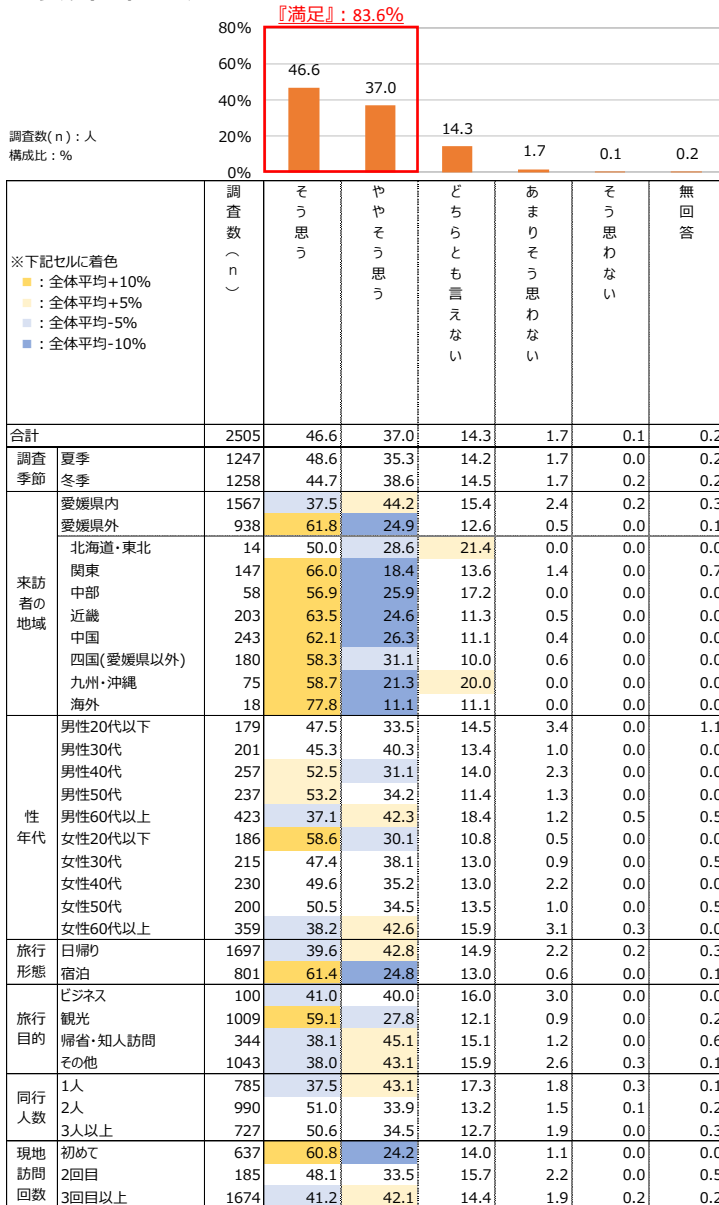 『満足』: 83.6%
80%
60%
40%
20%
0%
46.6
37.0
14.3
1.7
0.1
0.2
調査数(n):人
構成比:%
※下記セルに着色
■:全体平均+10%
■:全体平均+5%
■:全体平均-5%
■:全体平均-10%
調査数(n) そう思う ややそう思う どちらとも言えない あまりそう思わない そう思わない 無回答
合計 2505 46.6 37.0 14.3 1.7 0.1 0.2
調査季節
夏季 1247 48.6 35.3 14.2 1.7 0.0 0.2
冬季 1258 44.7 38.6 14.5 1.7 0.2 0.2
来訪者の地域
愛媛県内 1567 37.5 44.2 15.4 2.4 0.2 0.3
愛媛県外 938 61.8 24.9 12.6 0.5 0.0 0.1
北海道・東北 14 50.0 28.6 21.4 0.0 0.0 0.0
関東 147 66.0 18.4 13.6 1.4 0.0 0.7
中部 58 56.9 25.9 17.2 0.0 0.0 0.0
近畿 203 63.5 24.6 11.3 0.5 0.0 0.0
中国 243 62.1 26.3 11.1 0.4 0.0 0.0
四国(愛媛県以外) 180 58.3 31.1 10.0 0.6 0.0 0.0
九州・沖縄 75 58.7 21.3 20.0 0.0 0.0 0.0
海外 18 77.8 11.1 11.1 0.0 0.0 0.0
性年代
男性20代以下 179 47.5 33.5 14.5 3.4 0.0 1.1
男性30代 201 45.3 40.3 13.4 1.0 0.0 0.0
男性40代 257 52.5 31.1 14.0 2.3 0.0 0.0
男性50代 237 53.2 34.2 11.4 1.3 0.0 0.0
男性60代以上 423 37.1 42.3 18.4 1.2 0.5 0.5
女性20代以下 186 58.6 30.1 10.8 0.5 0.0 0.0
女性30代 215 47.4 38.1 13.0 0.9 0.0 0.5
女性40代 230 49.6 35.2 13.0 2.2 0.0 0.0
女性50代 200 50.5 34.5 13.5 1.0 0.0 0.5
女性60代以上 359 38.2 42.6 15.9 3.1 0.3 0.0
旅行形態
日帰り 1697 39.6 42.8 14.9 2.2 0.2 0.3
宿泊 801 61.4 24.8 13.0 0.6 0.0 0.1
旅行目的
ビジネス 100 41.0 40.0 16.0 3.0 0.0 0.0
観光 1009 59.1 27.8 12.1 0.9 0.0 0.2
帰省・知人訪問 344 38.1 45.1 15.1 1.2 0.0 0.6
その他 1043 38.0 43.1 15.9 2.6 0.3 0.1
同行人数
1人 785 37.5 43.1 17.3 1.8 0.3 0.1
2人 990 51.0 33.9 13.2 1.5 0.1 0.2
3人以上 727 50.6 34.5 12.7 1.9 0.0 0.3
現地訪問回数
初めて 637 60.8 24.2 14.0 1.1 0.0 0.0
2回目 185 48.1 33.5 15.7 2.2 0.0 0.5
3回目以上 1674 41.2 42.1 14.4 1.9 0.2 0.2